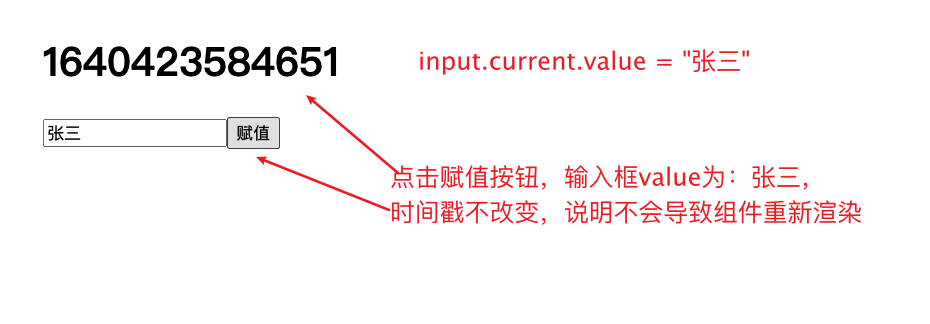 1640423584651
input.current.value = "张三"
张三
赋值
点击赋值按钮，输入框value为：张三，
时间戳不改变，说明不会导致组件重新渲染